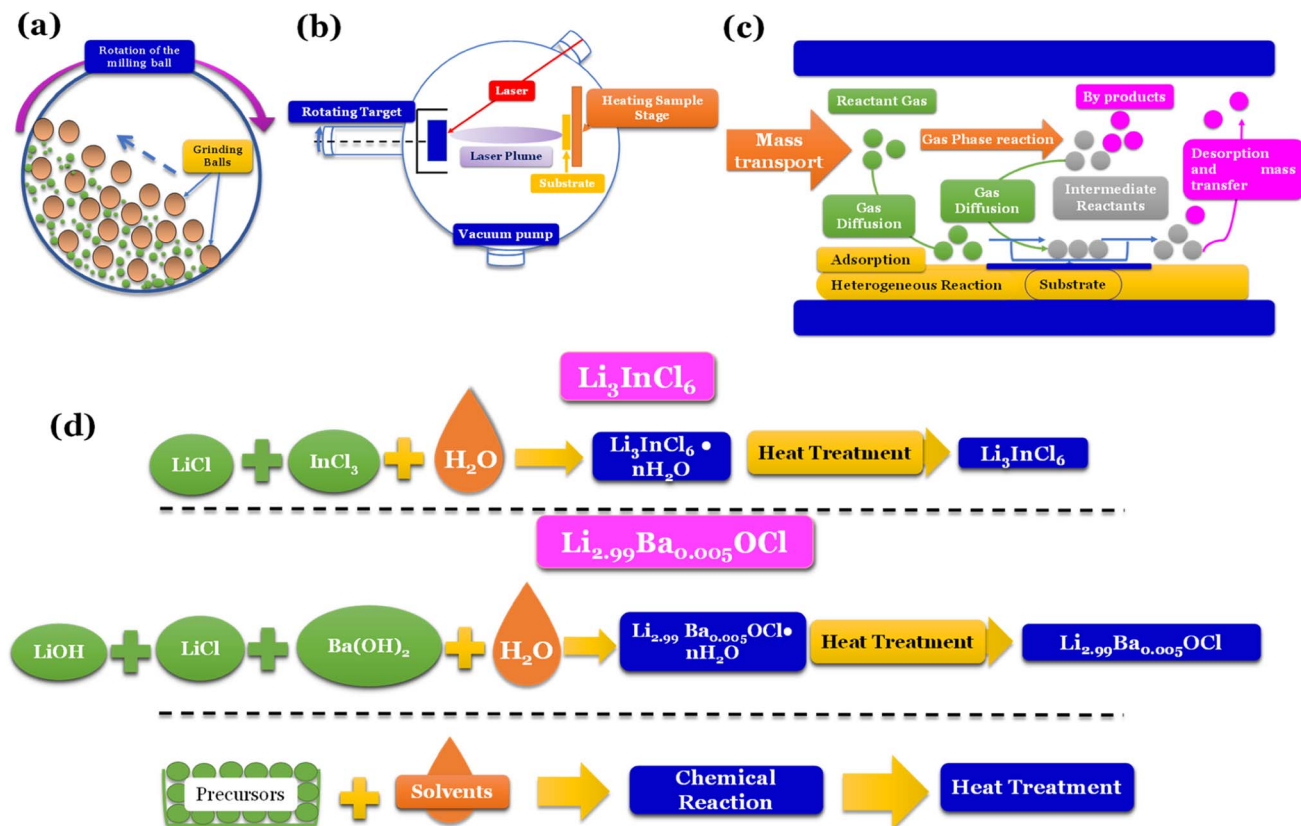 (a)
Rotation of the
milling ball
Grinding
Balls
(b)
Laser
Rotating Target
Heating Sample
Stage
Laser Plume
Substrate
Vacuum pump
(c)
Reactant Gas
By products
Mass
transport
Gas Phase reaction
Desorption
and mass
transfer
Gas
Diffusion
Gas
Diffusion
Intermediate
Reactants
Adsorption
Heterogeneous Reaction
Substrate
(d)
Li₃InCl₆
LiCl
InCl₃
H₂O
Li₃InCl₆ •
nH₂O
Heat Treatment
Li₃InCl₆
Li₂.₉₉Ba₀.₀₀₅OCl
LiOH
LiCl
Ba(OH)₂
H₂O
Li₂.₉₉ Ba₀.₀₀₅OCl•
nH₂O
Heat Treatment
Li₂.₉₉Ba₀.₀₀₅OCl
Precursors
Solvents
Chemical
Reaction
Heat Treatment